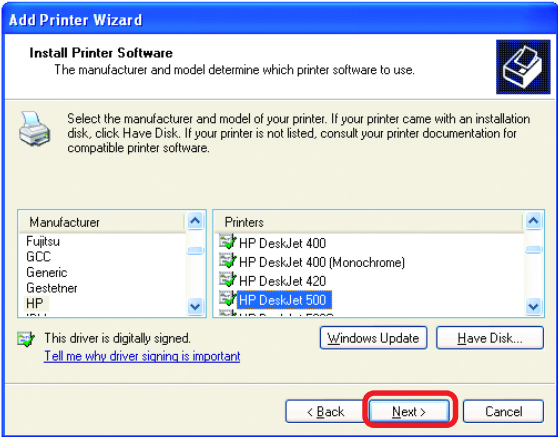 Add Printer Wizard
Install Printer Software
The manufacturer and model determine which printer software to use.
Select the manufacturer and model of your printer. If your printer came with an installation
disk, click Have Disk. If your printer is not listed, consult your printer documentation for
compatible printer software.
Manufacturer
Fujitsu
GCC
Generic
Gestetner
HP
Printers
HP DeskJet 400
HP DeskJet 400 (Monochrome)
HP DeskJet 420
HP DeskJet 500
This driver is digitally signed.
Tell me why driver signing is important
Windows Update
Have Disk...
< Back
Next >
Cancel